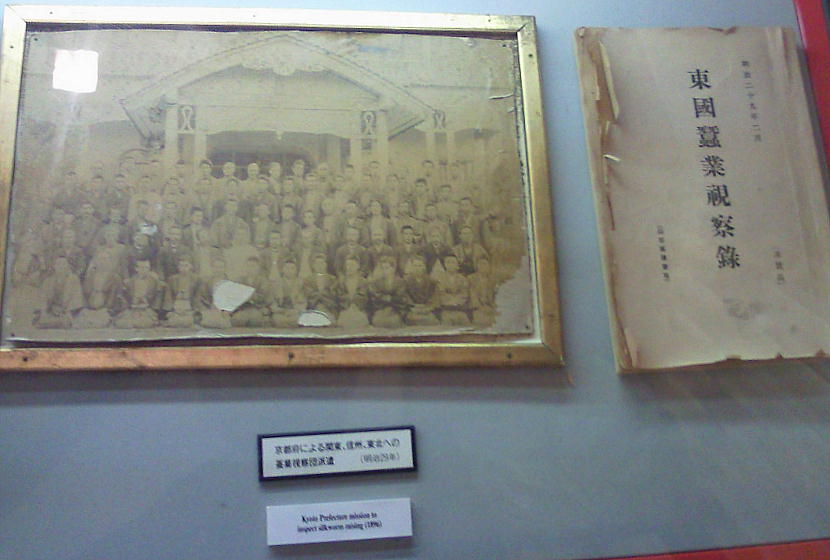 明治二十九年二月
東國蠶業視察錄
京都府による関東、信州、東北への
蚕業視察団派遣　（明治29年）
Kyoto Prefecture mission to
inspect silkworm raising (1896)